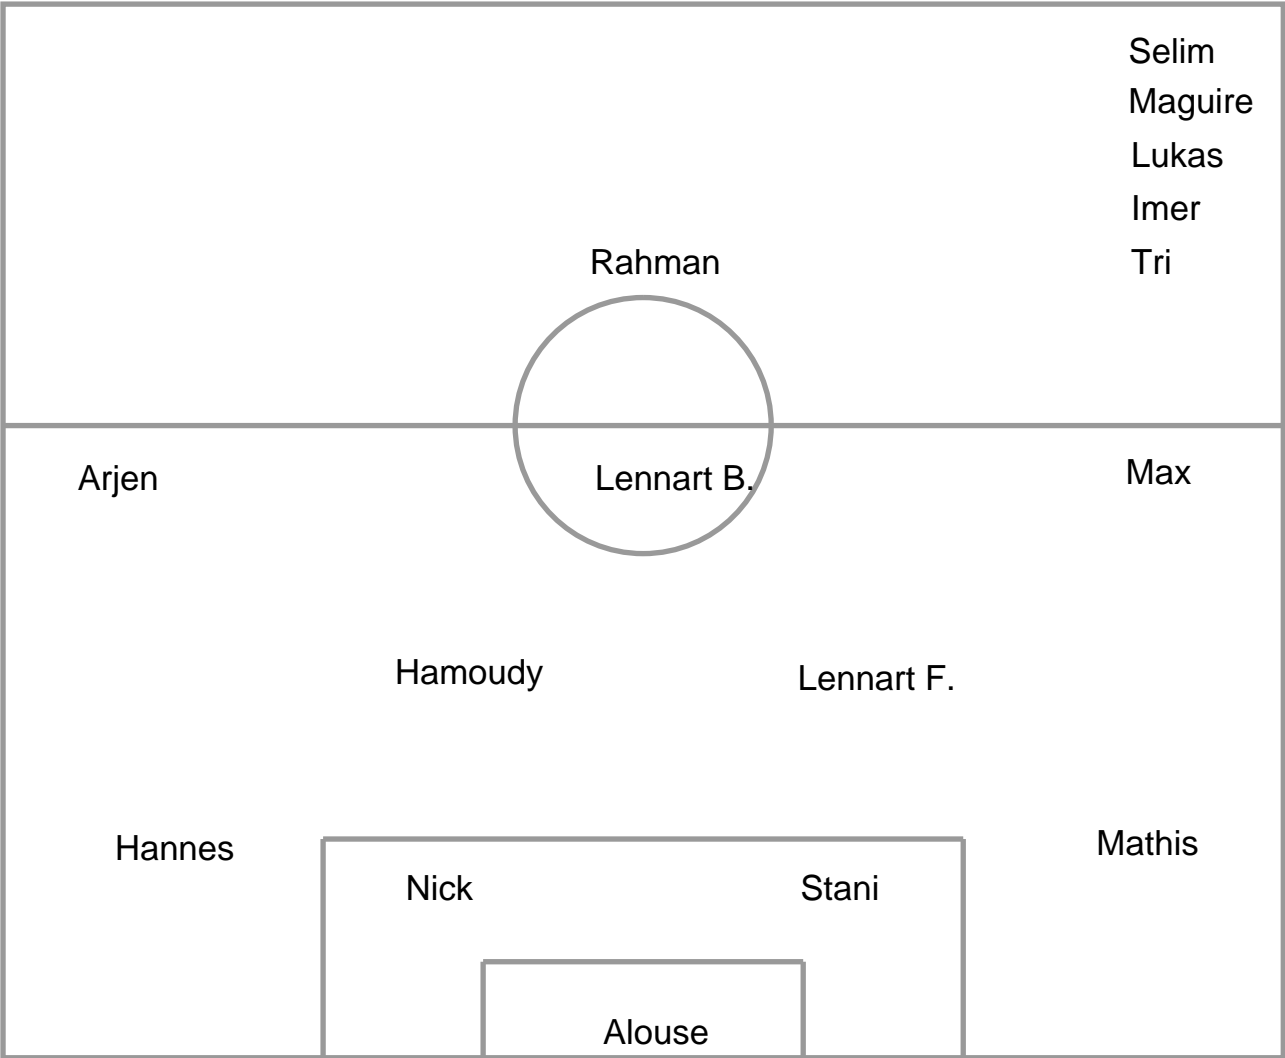 Selim
Maguire
Lukas
Imer
Rahman
Tri
Arjen
Lennart B.
Max
Hamoudy
Lennart F.
Hannes
Mathis
Nick
Stani
Alouse